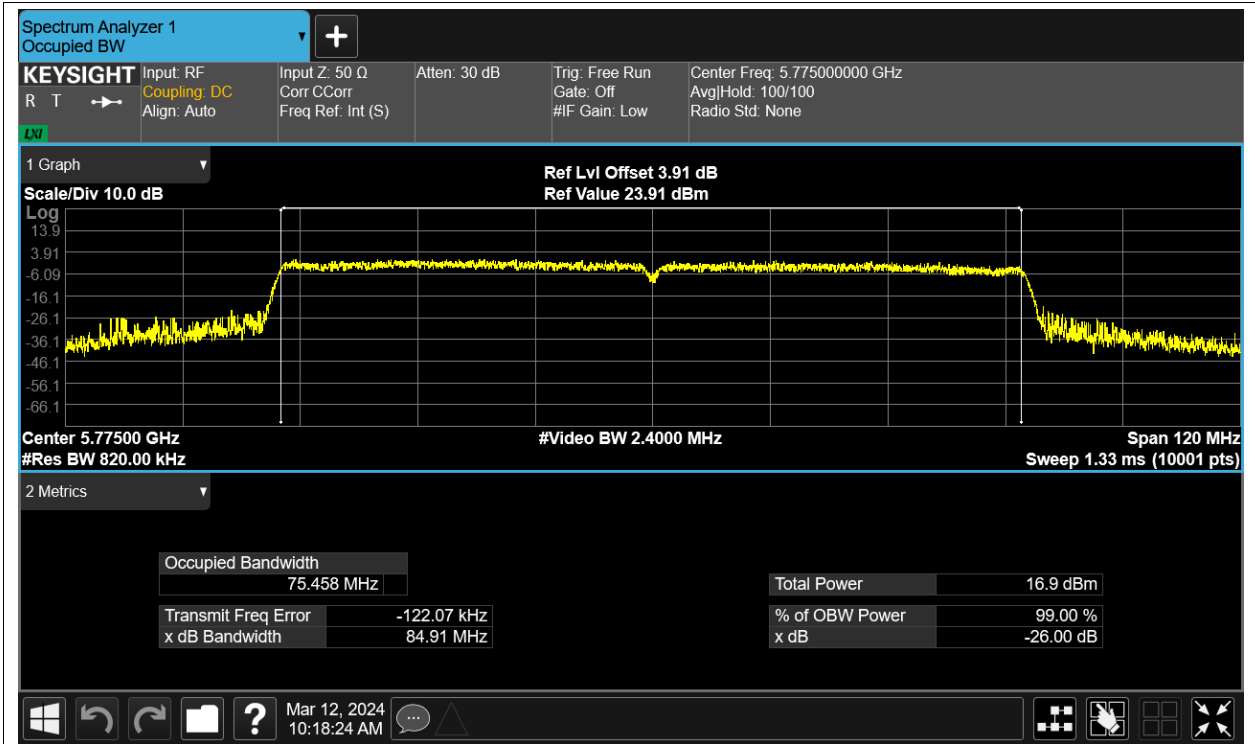 Spectrum Analyzer 1
Occupied BW
KEYSIGHT
R T
LXI
Input: RF
Coupling: DC
Align: Auto
Input Z: 50 Ω
Corr CCorr
Freq Ref: Int (S)
Atten: 30 dB
Trig: Free Run
Gate: Off
#IF Gain: Low
Center Freq: 5.775000000 GHz
Avg|Hold: 100/100
Radio Std: None
1 Graph
Scale/Div 10.0 dB
Ref Lvl Offset 3.91 dB
Ref Value 23.91 dBm
Log
13.9
3.91
-6.09
-16.1
-26.1
-36.1
-46.1
-56.1
-66.1
Center 5.77500 GHz
#Res BW 820.00 kHz
#Video BW 2.4000 MHz
Span 120 MHz
Sweep 1.33 ms (10001 pts)
2 Metrics
Occupied Bandwidth
75.458 MHz
Transmit Freq Error -122.07 kHz
x dB Bandwidth 84.91 MHz
Total Power 16.9 dBm
% of OBW Power 99.00 %
x dB -26.00 dB
?
Mar 12, 2024
10:18:24 AM